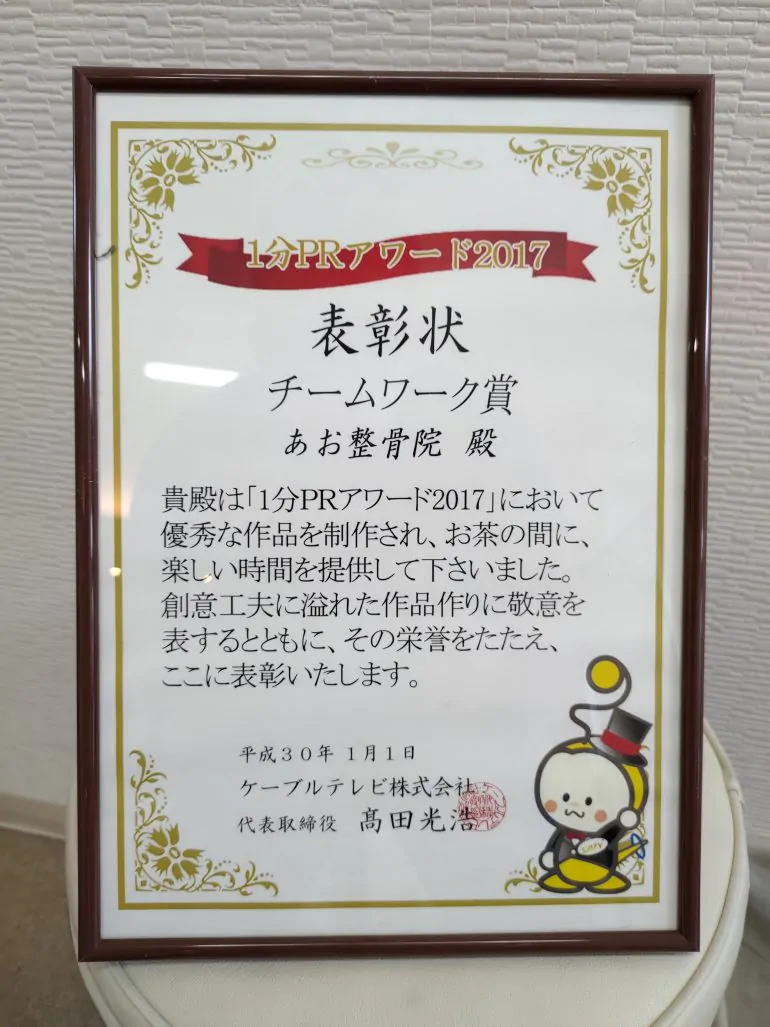 1分PRアワード2017
表彰状
チームワーク賞
あお整骨院 殿
貴殿は「1分PRアワード2017」において
優秀な作品を制作され、お茶の間に、
楽しい時間を提供して下さいました。
創意工夫に溢れた作品作りに敬意を
表するとともに、その栄誉をたたえ、
ここに表彰いたします。
平成30年 1月1日
ケーブルテレビ株式会社
代表取締役 髙田光浩